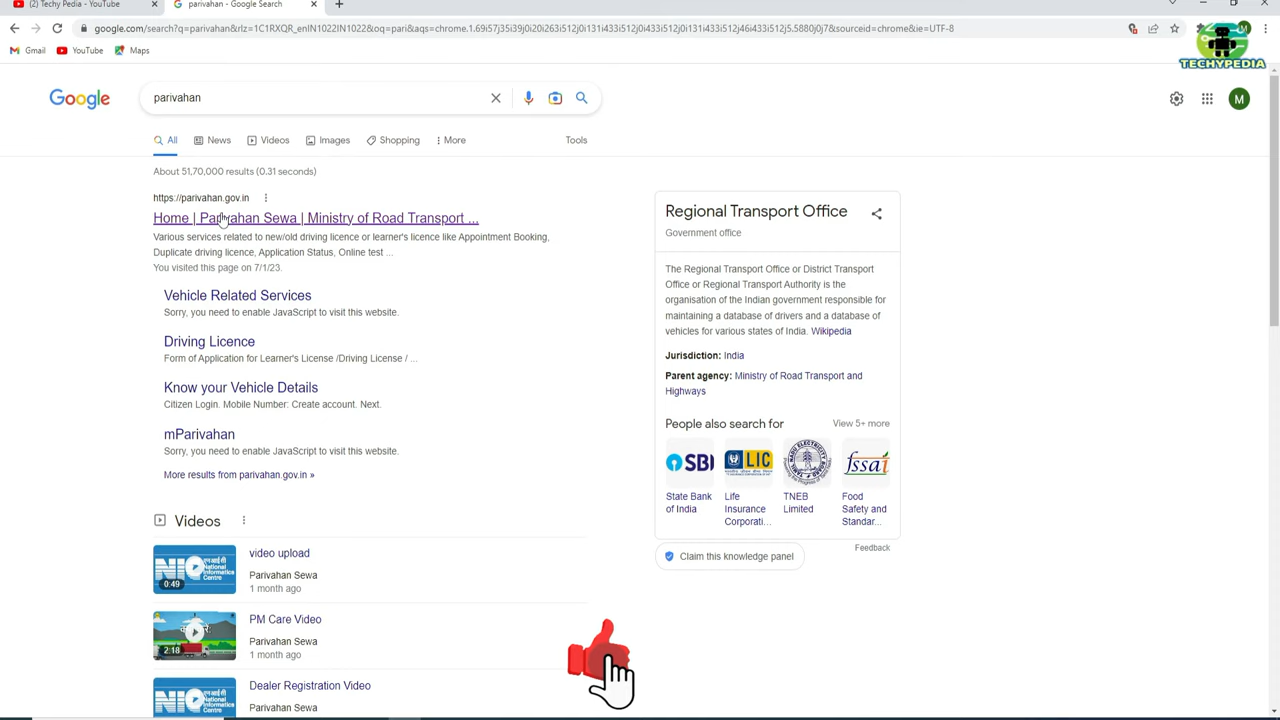 (1) Techy Pedia - YouTube
parivahan - Google Search
google.com/search?q=parivahan&rlz=1C1RXQR_enIN1022IN1022&oq=pari&aqs=chrome.1.69i57j35i39j0i20i263i512j0i131i433i512j0i131i433i512j46i433i512j5.5880j0j7&sourceid=chrome&ie=UTF-8
Gmail YouTube Maps
TECHYPEDIA
Google
parivahan
M
All News Videos Images Shopping More Tools
About 51,70,000 results (0.31 seconds)
https://parivahan.gov.in
Home | Parivahan Sewa | Ministry of Road Transport ...
Various services related to new/old driving licence or learner's licence like Appointment Booking,
Duplicate driving licence, Application Status, Online test ...
You visited this page on 7/1/23.
Vehicle Related Services
Sorry, you need to enable JavaScript to visit this website.
Driving Licence
Form of Application for Learner's License /Driving License / ...
Know your Vehicle Details
Citizen Login. Mobile Number: Create account. Next.
mParivahan
Sorry, you need to enable JavaScript to visit this website.
More results from parivahan.gov.in »
Videos
video upload
Parivahan Sewa
1 month ago
0:49
PM Care Video
Parivahan Sewa
1 month ago
2:18
Dealer Registration Video
Parivahan Sewa
Regional Transport Office
Government office
The Regional Transport Office or District Transport
Office or Regional Transport Authority is the
organisation of the Indian government responsible for
maintaining a database of drivers and a database of
vehicles for various states of India. Wikipedia
Jurisdiction: India
Parent agency: Ministry of Road Transport and
Highways
People also search for
View 5+ more
SBI
LIC
fssai
State Bank
of India
Life
Insurance
Corporati...
TNEB
Limited
Food
Safety and
Standar...
Feedback
Claim this knowledge panel